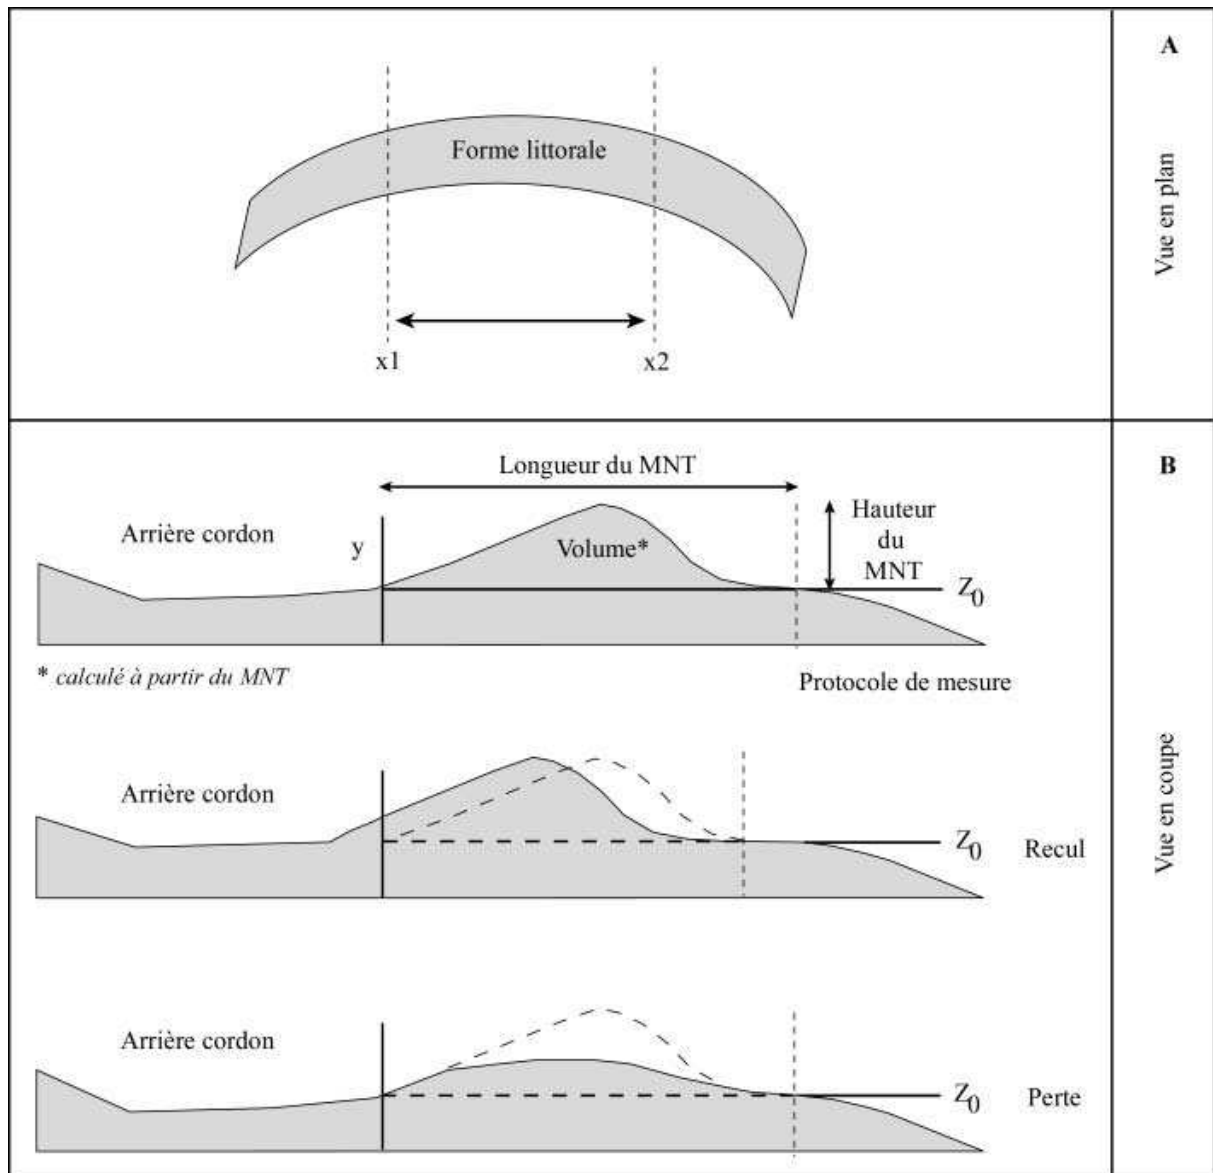 A
Vue en plan
Forme littorale
x1
x2
B
Vue en coupe
Longueur du MNT
Arrière cordon
y
Volume*
Hauteur
du
MNT
Z0
* calculé à partir du MNT
Protocole de mesure
Arrière cordon
Z0
Recul
Arrière cordon
Z0
Perte